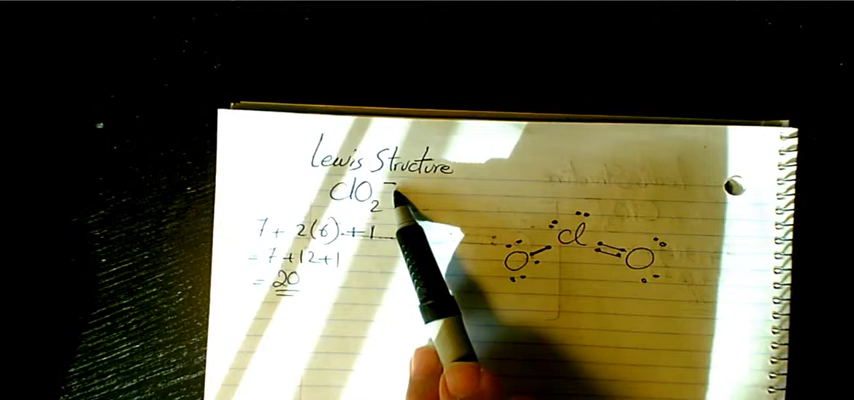 Lewis Structure
ClO₂⁻
7 + 2(6) + 1
= 7 + 12 + 1
= 20
Cl
O
O